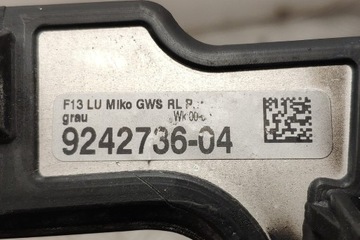 F13 LU Miko GWS RL
grau
9242736-04